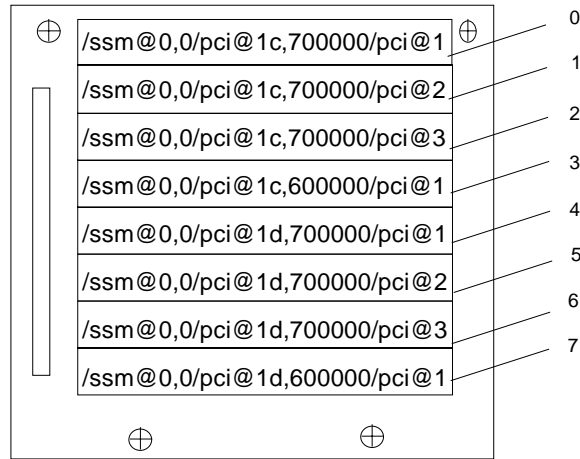 /ssm@0,0/pci@1c,700000/pci@1 0
/ssm@0,0/pci@1c,700000/pci@2 1
/ssm@0,0/pci@1c,700000/pci@3 2
/ssm@0,0/pci@1c,600000/pci@1 3
/ssm@0,0/pci@1d,700000/pci@1 4
/ssm@0,0/pci@1d,700000/pci@2 5
/ssm@0,0/pci@1d,700000/pci@3 6
/ssm@0,0/pci@1d,600000/pci@1 7